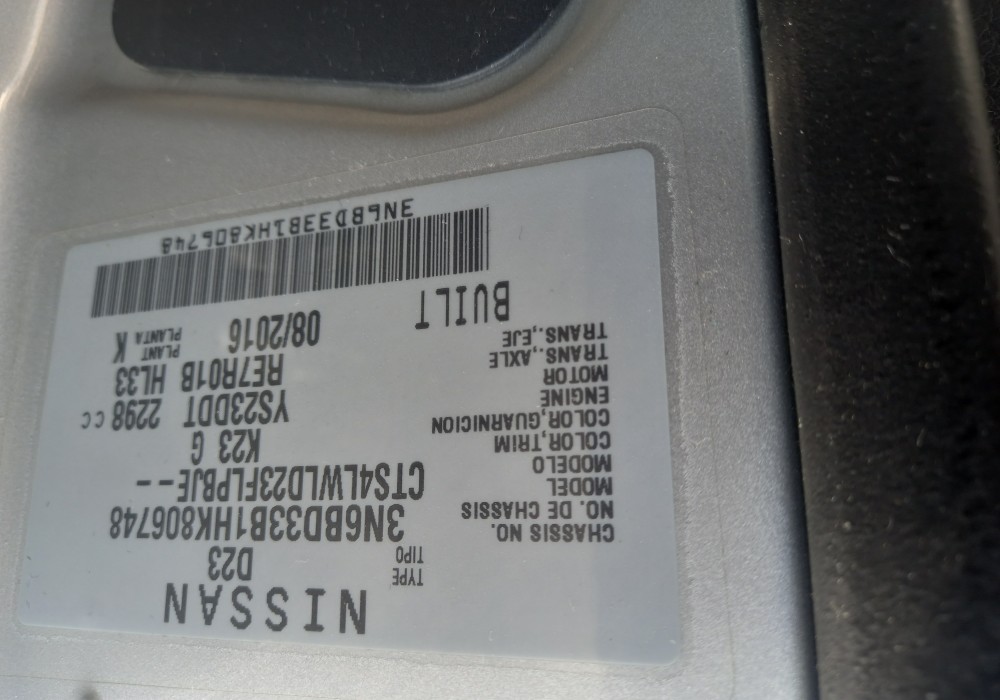 NISSAN
TYPE
TIPO
D23
CHASSIS NO.
NO. DE CHASSIS
3N6BD33B1HK806748
MODEL
MODELO
CTS4LWLD23FLPBJE--
COLOR,TRIM
COLOR,GUARNICION
K23 G
ENGINE
MOTOR
YS23DDT 2298 CC
TRANS.,AXLE
TRANS.,EJE
RE7R01B HL33
PLANT
PLANTA
K
BUILT 08/2016
3N6BD33B1HK806748